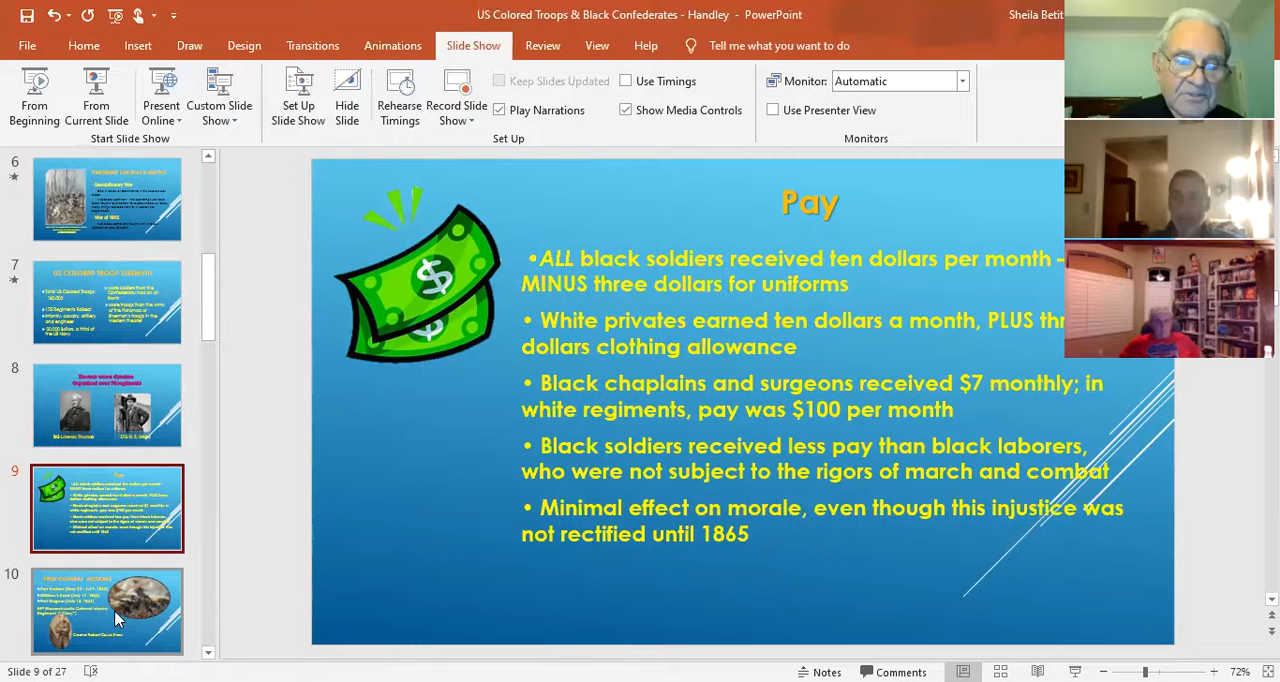 US Colored Troops & Black Confederates - Handley - PowerPoint
Sheila Betit
File Home Insert Draw Design Transitions Animations Slide Show Review View Help Tell me what you want to do
From Beginning
From Current Slide
Present Online
Custom Slide Show
Set Up Slide Show
Hide Slide
Rehearse Timings
Record Slide Show
Keep Slides Updated
Use Timings
Play Narrations
Show Media Controls
Monitor: Automatic
Use Presenter View
Start Slide Show
Set Up
Monitors
6
7
US COLORED TROOP STRENGTH
8
9
Pay
10
FIRST COMBAT ACTIONS
Pay
•ALL black soldiers received ten dollars per month -
MINUS three dollars for uniforms
• White privates earned ten dollars a month, PLUS thr
dollars clothing allowance
• Black chaplains and surgeons received $7 monthly; in
white regiments, pay was $100 per month
• Black soldiers received less pay than black laborers,
who were not subject to the rigors of march and combat
• Minimal effect on morale, even though this injustice was
not rectified until 1865
Slide 9 of 27
Notes
Comments
72%